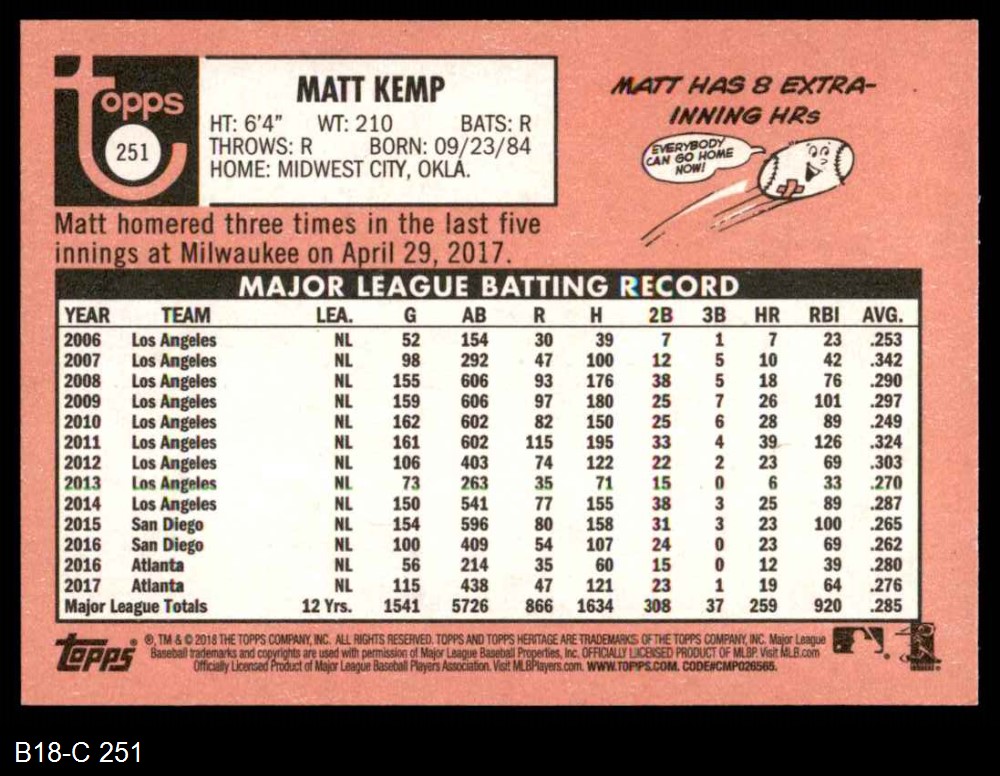 Topps
251
MATT KEMP
HT: 6'4" WT: 210 BATS: R
THROWS: R BORN: 09/23/84
HOME: MIDWEST CITY, OKLA.
MATT HAS 8 EXTRA-
INNING HRs
EVERYBODY
CAN GO HOME
NOW!
Matt homered three times in the last five
innings at Milwaukee on April 29, 2017.
MAJOR LEAGUE BATTING RECORD
YEAR TEAM LEA. G AB R H 2B 3B HR RBI AVG.
2006 Los Angeles NL 52 154 30 39 7 1 7 23 .253
2007 Los Angeles NL 98 292 47 100 12 5 10 42 .342
2008 Los Angeles NL 155 606 93 176 38 5 18 76 .290
2009 Los Angeles NL 159 606 97 180 25 7 26 101 .297
2010 Los Angeles NL 162 602 82 150 25 6 28 89 .249
2011 Los Angeles NL 161 602 115 195 33 4 39 126 .324
2012 Los Angeles NL 106 403 74 122 22 2 23 69 .303
2013 Los Angeles NL 73 263 35 71 15 0 6 33 .270
2014 Los Angeles NL 150 541 77 155 38 3 25 89 .287
2015 San Diego NL 154 596 80 158 31 3 23 100 .265
2016 San Diego NL 100 409 54 107 24 0 23 69 .262
2016 Atlanta NL 56 214 35 60 15 0 12 39 .280
2017 Atlanta NL 115 438 47 121 23 1 19 64 .276
Major League Totals 12 Yrs. 1541 5726 866 1634 308 37 259 920 .285
Topps ®, TM & © 2018 THE TOPPS COMPANY, INC. ALL RIGHTS RESERVED. TOPPS AND TOPPS HERITAGE ARE TRADEMARKS OF THE TOPPS COMPANY, INC. Major League
Baseball trademarks and copyrights are used with permission of Major League Baseball Properties, Inc. OFFICIALLY LICENSED PRODUCT OF MLBP. Visit MLB.com
Officially Licensed Product of Major League Baseball Players Association. Visit MLBPlayers.com. WWW.TOPPS.COM. CODE#CMP026565.
B18-C 251